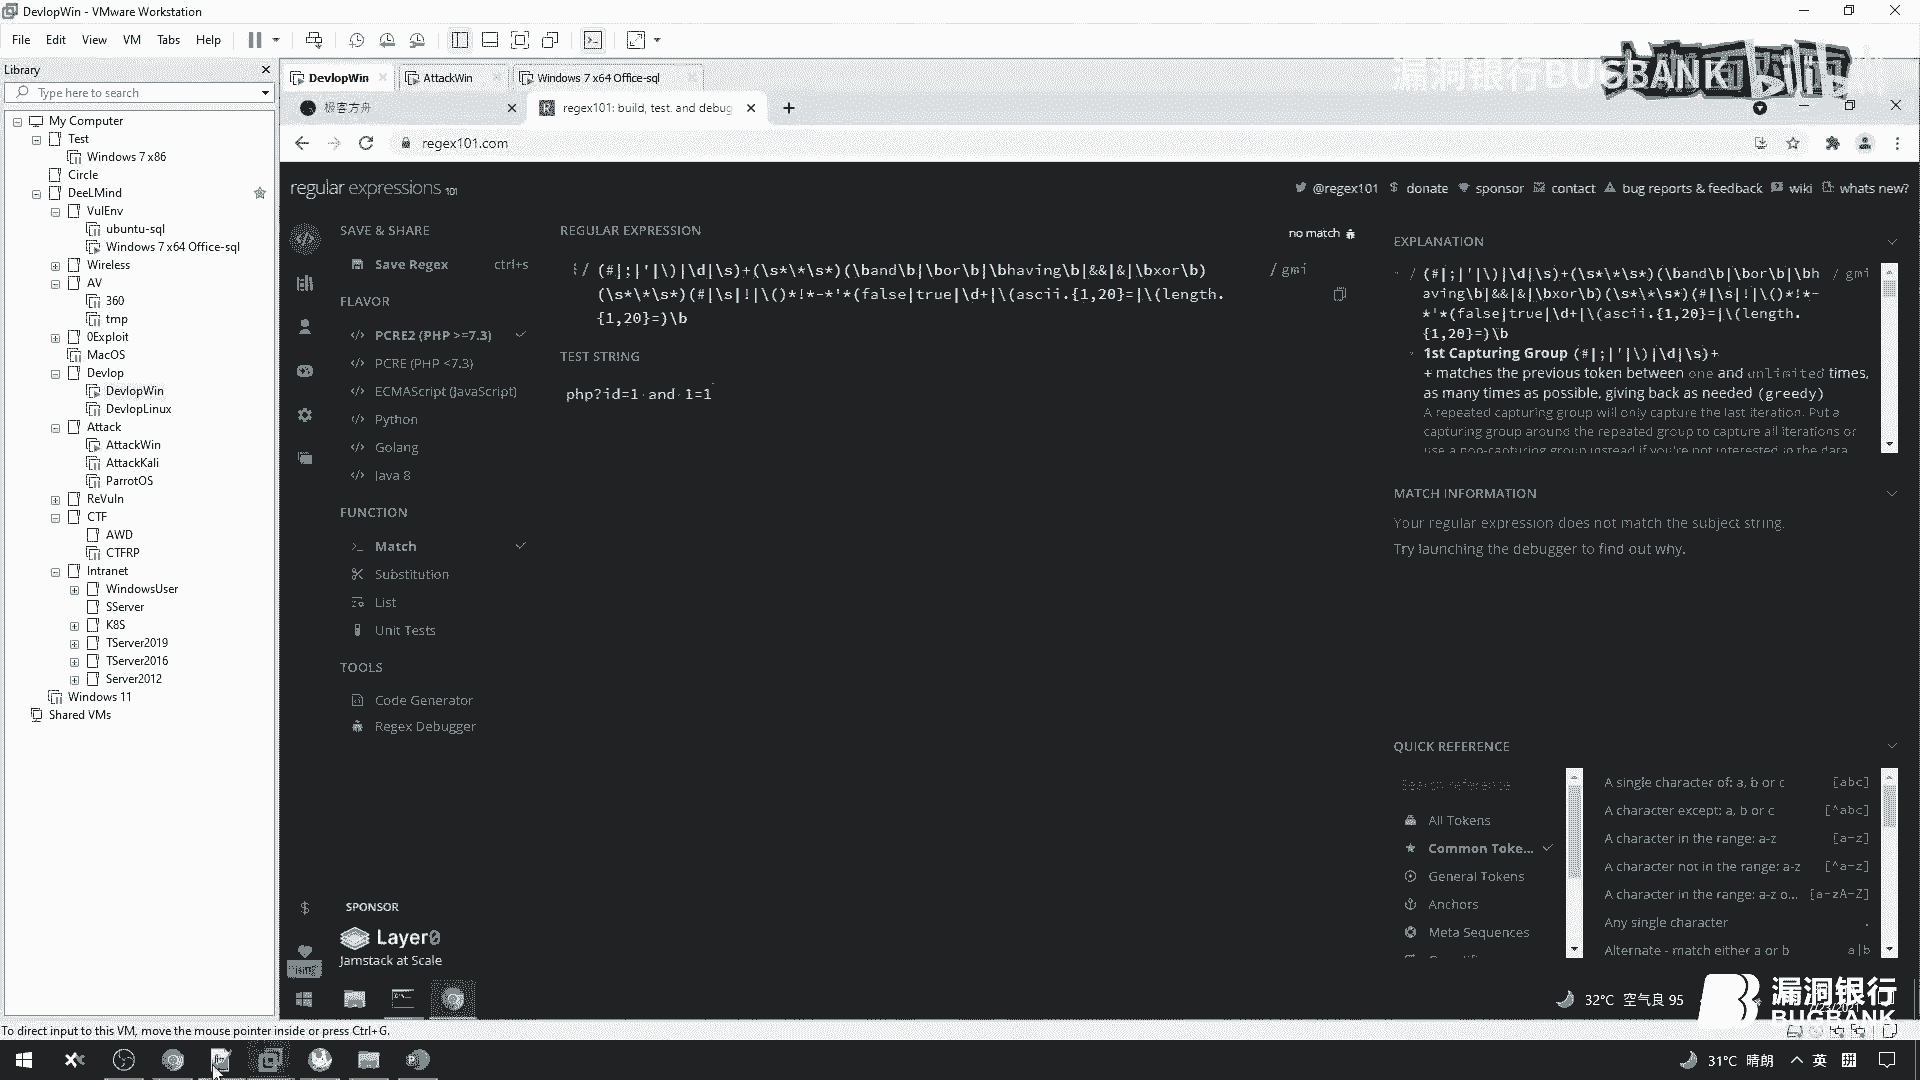 DevlopWin - VMware Workstation
File Edit View VM Tabs Help
Library
Type here to search
My Computer
Test
Windows 7 x86
Circle
DeeLMind
VulEnv
ubuntu-sql
Windows 7 x64 Office-sql
Wireless
AV
360
tmp
0Exploit
MacOS
Devlop
DevlopWin
DevlopLinux
Attack
AttackWin
AttackKali
ParrotOS
ReVuln
CTF
AWD
CTFRP
Intranet
WindowsUser
SServer
K8S
TServer2019
TServer2016
Server2012
Windows 11
Shared VMs
DevlopWin AttackWin Windows 7 x64 Office-sql
漏洞银行BUGBANK
极客方舟 regex101: build, test, and debug
regex101.com
regular expressions 101
@regex101 $ donate sponsor contact bug reports & feedback wiki whats new?
SAVE & SHARE
Save Regex ctrl+s
FLAVOR
PCRE2 (PHP >=7.3)
PCRE (PHP <7.3)
ECMAScript (JavaScript)
Python
Golang
Java 8
FUNCTION
Match
Substitution
List
Unit Tests
TOOLS
Code Generator
Regex Debugger
SPONSOR
Layer0
Jamstack at Scale
REGULAR EXPRESSION
no match
/ (#|;|'|\)|\d|\s)+(\s*\*\s*)(\band\b|\bor\b|\bhaving\b|&&|&|\bxor\b) / gmi
(\s*\*\s*)(#|\s|!|\()*!*-*'*(false|true|\d+|\(ascii.{1,20}=|\(length.
{1,20}=)\b
TEST STRING
php?id=1 and 1=1
EXPLANATION
/ (#|;|'|\)|\d|\s)+(\s*\*\s*)(\band\b|\bor\b|\bh / gmi
aving\b|&&|&|\bxor\b)(\s*\*\s*)(#|\s|!|\()*!*-
*'*(false|true|\d+|\(ascii.{1,20}=|\(length.
{1,20}=)\b
1st Capturing Group (#|;|'|\)|\d|\s)+
+ matches the previous token between one and unlimited times,
as many times as possible, giving back as needed (greedy)
A repeated capturing group will only capture the last iteration. Put a
capturing group around the repeated group to capture all iterations or
use a non-capturing group instead if you're not interested in the data
MATCH INFORMATION
Your regular expression does not match the subject string.
Try launching the debugger to find out why.
QUICK REFERENCE
Search reference
All Tokens
Common Toke...
General Tokens
Anchors
Meta Sequences
A single character of: a, b or c [abc]
A character except: a, b or c [^abc]
A character in the range: a-z [a-z]
A character not in the range: a-z [^a-z]
A character in the range: a-z o... [a-zA-Z]
Any single character .
Alternate - match either a or b a|b
32°C 空气良 95
漏洞银行
BUGBANK
To direct input to this VM, move the mouse pointer inside or press Ctrl+G.
31°C 晴朗 英 拼